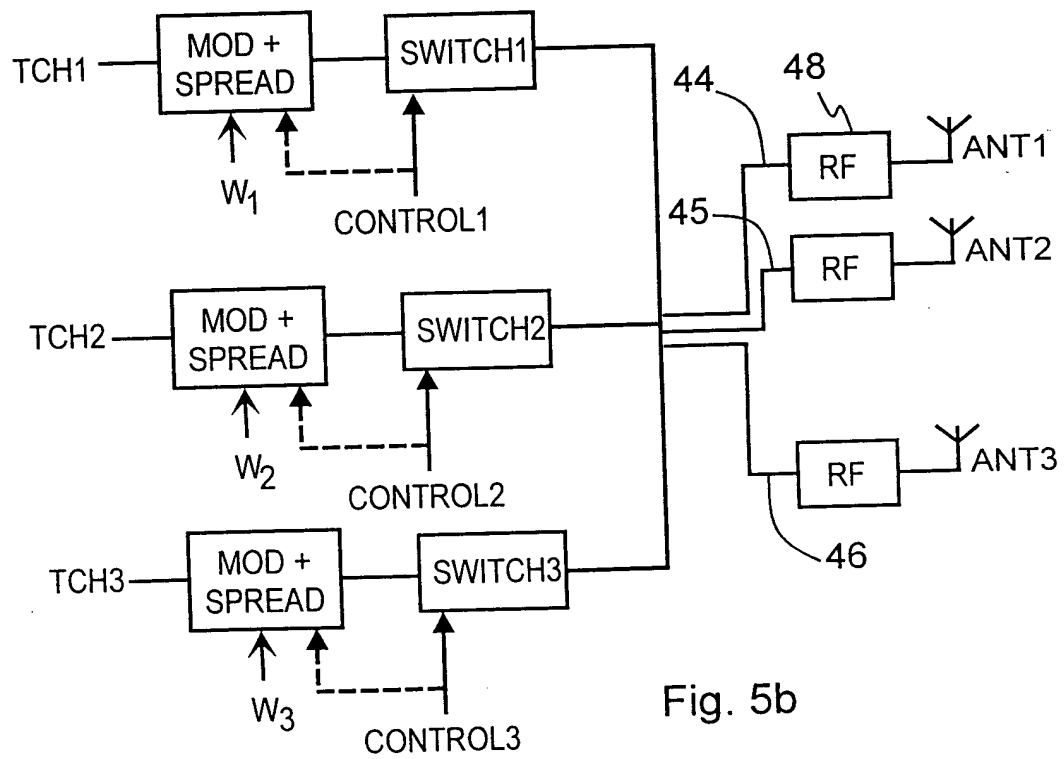 TCH1
MOD +
SPREAD
SWITCH1
W1
CONTROL1
44
48
RF
ANT1
45
RF
ANT2
TCH2
MOD +
SPREAD
SWITCH2
W2
CONTROL2
RF
ANT3
46
TCH3
MOD +
SPREAD
SWITCH3
W3
CONTROL3
Fig. 5b